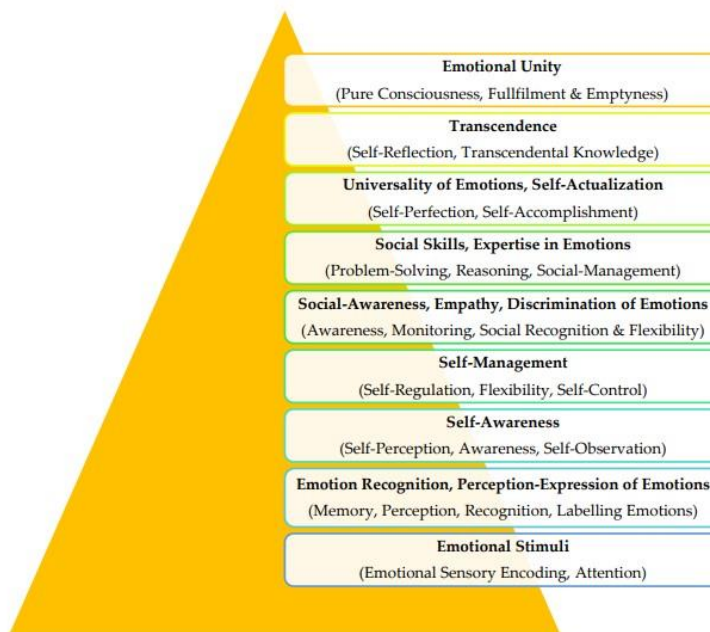 Emotional Unity
(Pure Consciousness, Fullfilment & Emptyness)
Transcendence
(Self-Reflection, Transcendental Knowledge)
Universality of Emotions, Self-Actualization
(Self-Perfection, Self-Accomplishment)
Social Skills, Expertise in Emotions
(Problem-Solving, Reasoning, Social-Management)
Social-Awareness, Empathy, Discrimination of Emotions
(Awareness, Monitoring, Social Recognition & Flexibility)
Self-Management
(Self-Regulation, Flexibility, Self-Control)
Self-Awareness
(Self-Perception, Awareness, Self-Observation)
Emotion Recognition, Perception-Expression of Emotions
(Memory, Perception, Recognition, Labelling Emotions)
Emotional Stimuli
(Emotional Sensory Encoding, Attention)